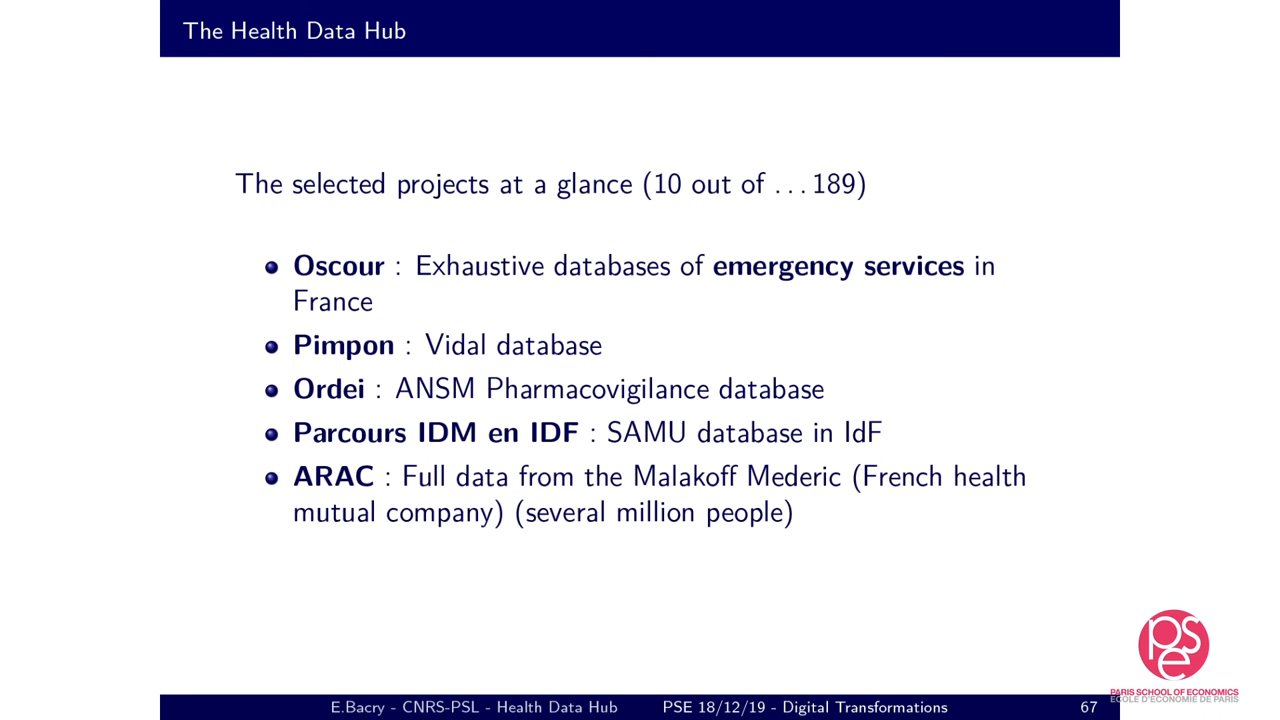 The Health Data Hub
The selected projects at a glance (10 out of ...189)
Oscour : Exhaustive databases of emergency services in
France
Pimpon : Vidal database
Ordei : ANSM Pharmacovigilance database
Parcours IDM en IDF : SAMU database in IdF
ARAC : Full data from the Malakoff Mederic (French health
mutual company) (several million people)
pse
PARIS SCHOOL OF ECONOMICS
ECOLE D'ECONOMIE DE PARIS
E.Bacry - CNRS-PSL - Health Data Hub PSE 18/12/19 - Digital Transformations 67